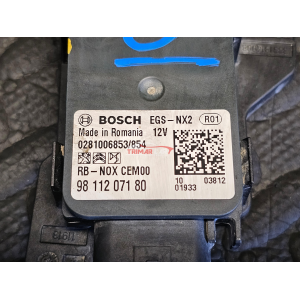 BOSCH EGS-NX2 R01
Made in Romania 12V
0281006853/854
TRIMAR
RB-NOX CEM00
98 112 071 80
10 03812
01933